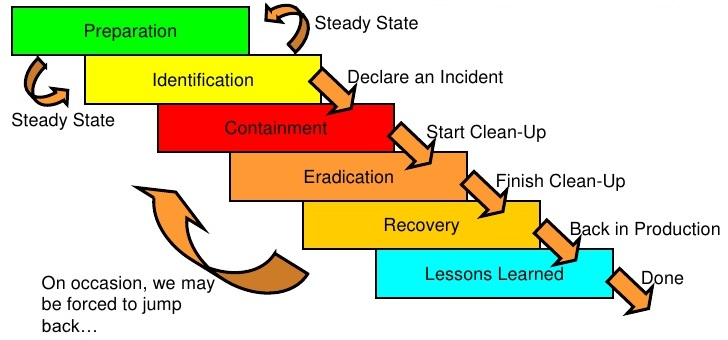 Preparation
Steady State
Identification
Declare an Incident
Steady State
Containment
Start Clean-Up
Eradication
Finish Clean-Up
Recovery
Back in Production
Lessons Learned
Done
On occasion, we may
be forced to jump
back…